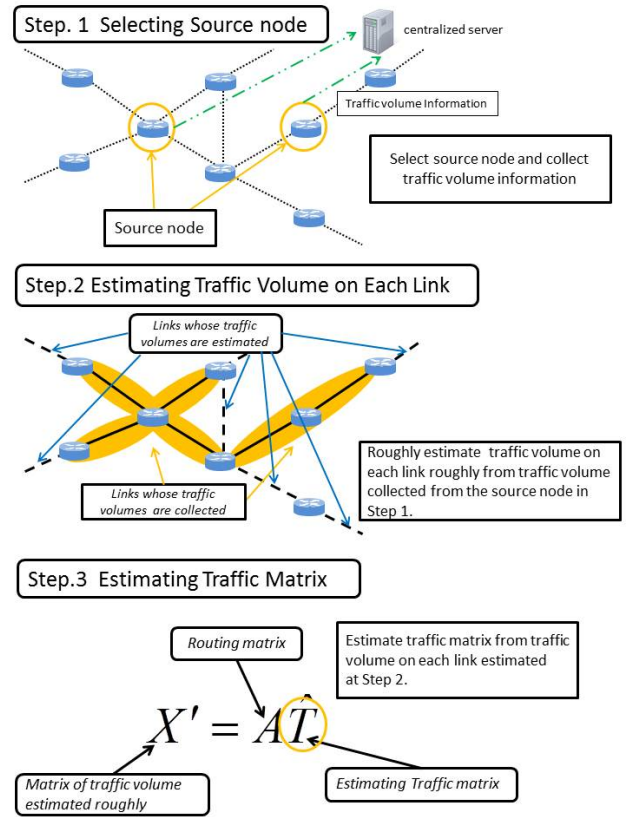 Step. 1 Selecting Source node
centralized server
Traffic volume Information
Select source node and collect
traffic volume information
Source node
Step.2 Estimating Traffic Volume on Each Link
Links whose traffic
volumes are estimated
Roughly estimate traffic volume on
each link roughly from traffic volume
collected from the source node in
Step 1.
Links whose traffic
volumes are collected
Step.3 Estimating Traffic Matrix
Routing matrix
Estimate traffic matrix from traffic
volume on each link estimated
at Step 2.
X' = AT̂
Matrix of traffic volume
estimated roughly
Estimating Traffic matrix